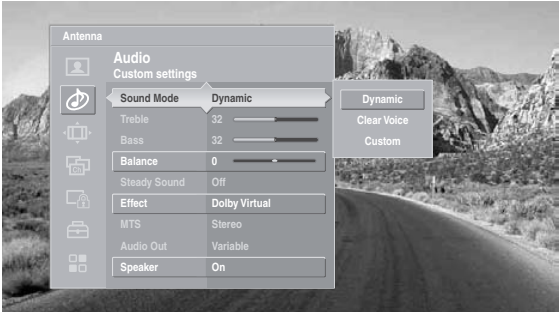 Antenna
Audio
Custom settings
Sound Mode Dynamic
Treble 32
Bass 32
Balance 0
Steady Sound Off
Effect Dolby Virtual
MTS Stereo
Audio Out Variable
Speaker On
Dynamic
Clear Voice
Custom
Ch